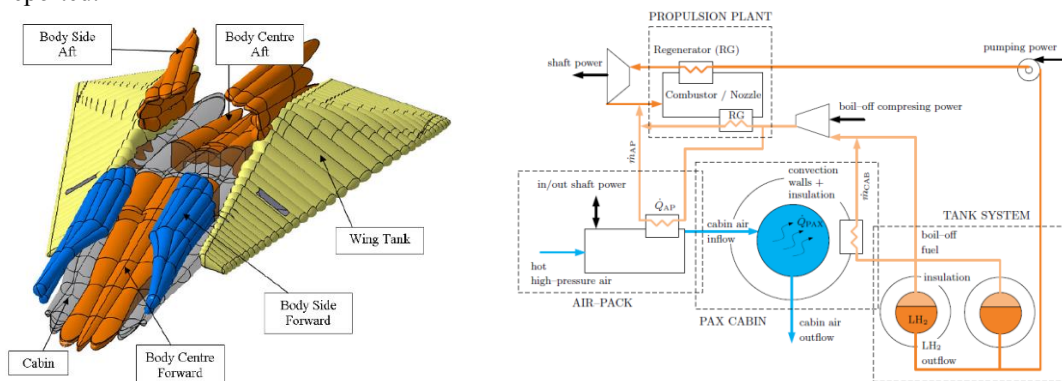 Body Side
Aft
Body Centre
Aft
Wing Tank
Body Side
Forward
Cabin
Body Centre
Forward
PROPULSION PLANT
Regenerator (RG)
shaft power
Combustor / Nozzle
RG
pumping power
boil–off compresing power
ṁAP
ṁCAB
in/out shaft power
Q̇AP
convection
walls +
insulation
cabin air
inflow
Q̇PAX
hot
high–pressure air
AIR–PACK
PAX CABIN
cabin air
outflow
TANK SYSTEM
boil–off
fuel
insulation
LH2
LH2
outflow